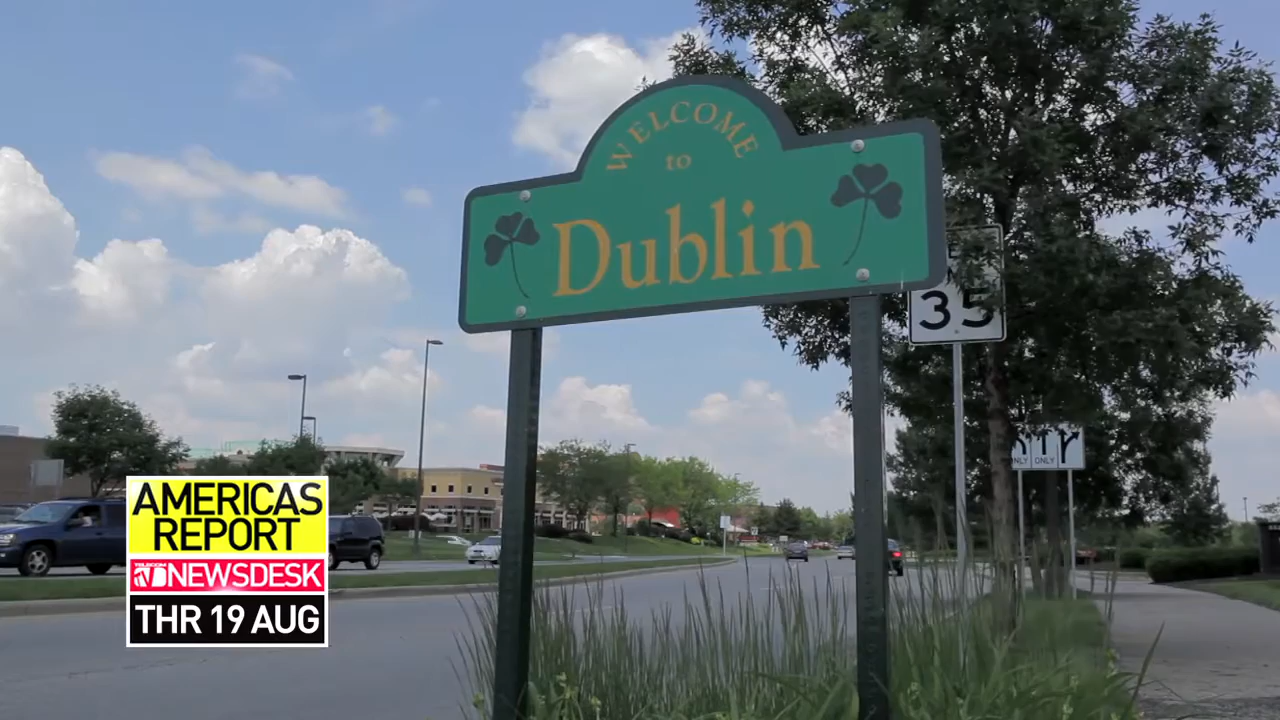 WELCOME
to
Dublin
35
ONLY ONLY
AMERICAS
REPORT
NEWSDESK
THR 19 AUG